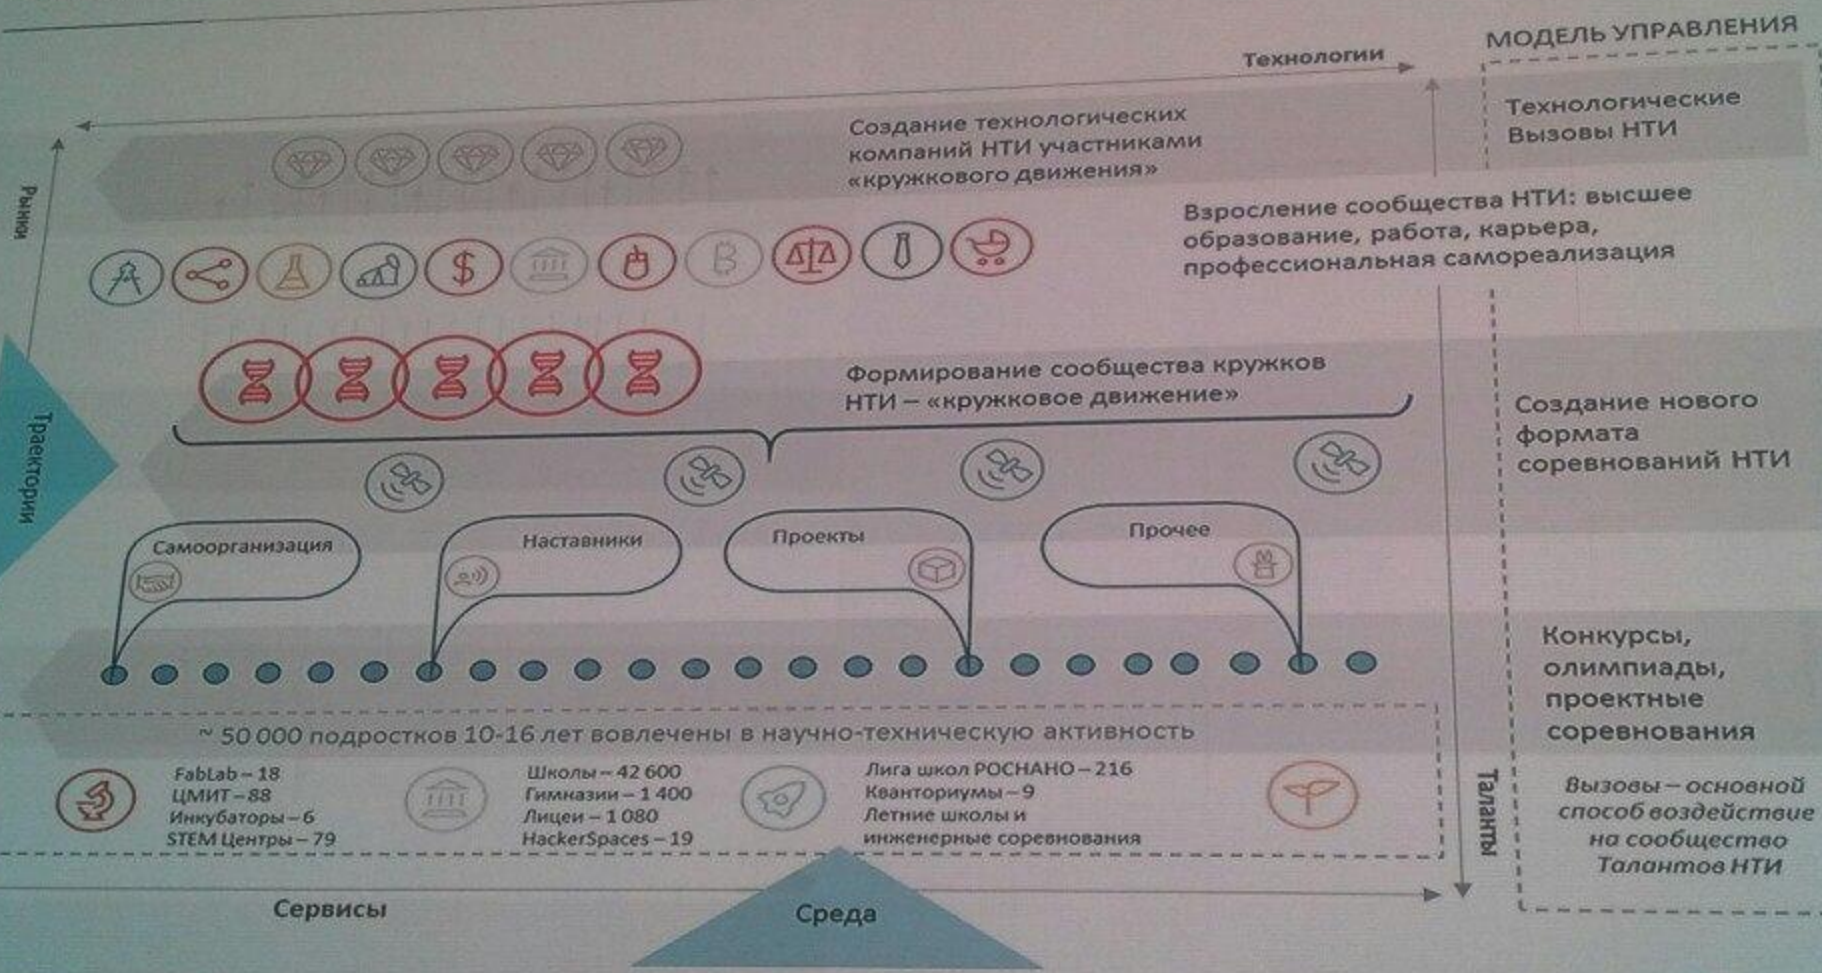 МОДЕЛЬ УПРАВЛЕНИЯ
Технологии
Создание технологических
компаний НТИ участниками
«кружкового движения»
Технологические
Вызовы НТИ
Рынки
Взросление сообщества НТИ: высшее
образование, работа, карьера,
профессиональная самореализация
Формирование сообщества кружков
НТИ – «кружковое движение»
Создание нового
формата
соревнований НТИ
Траектории
Самоорганизация
Наставники
Проекты
Прочее
Конкурсы,
олимпиады,
проектные
соревнования
~ 50 000 подростков 10-16 лет вовлечены в научно-техническую активность
FabLab – 18
ЦМИТ – 88
Инкубаторы – 6
STEM Центры – 79
Школы – 42 600
Гимназии – 1 400
Лицеи – 1 080
HackerSpaces – 19
Лига школ РОСНАНО – 216
Кванториумы – 9
Летние школы и
инженерные соревнования
Таланты
Вызовы – основной
способ воздействие
на сообщество
Талантов НТИ
Сервисы
Среда